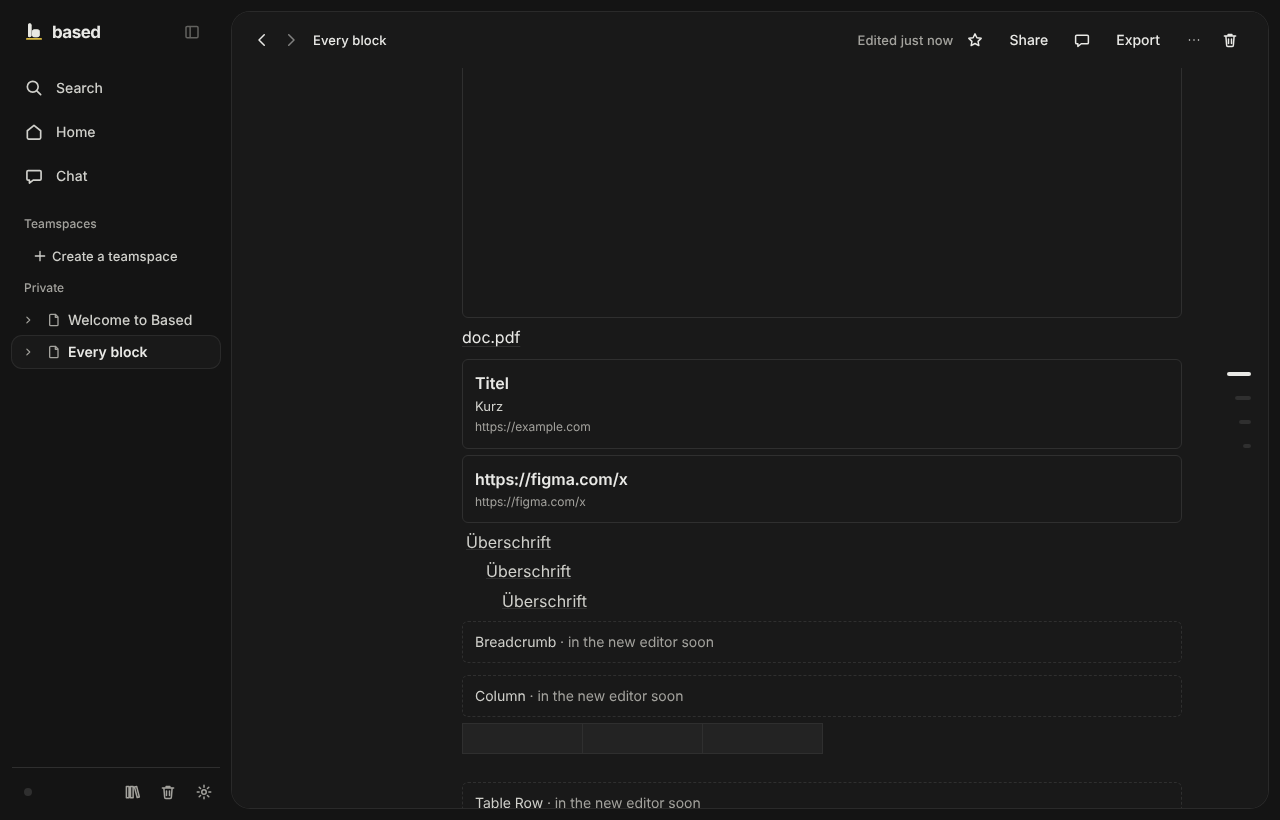 based
Search
Home
Chat
Teamspaces
Create a teamspace
Private
Welcome to Based
Every block
Every block
Edited just now
Share
Export
doc.pdf
Titel
Kurz
https://example.com
https://figma.com/x
https://figma.com/x
Überschrift
Überschrift
Überschrift
Breadcrumb · in the new editor soon
Column · in the new editor soon
Table Row · in the new editor soon